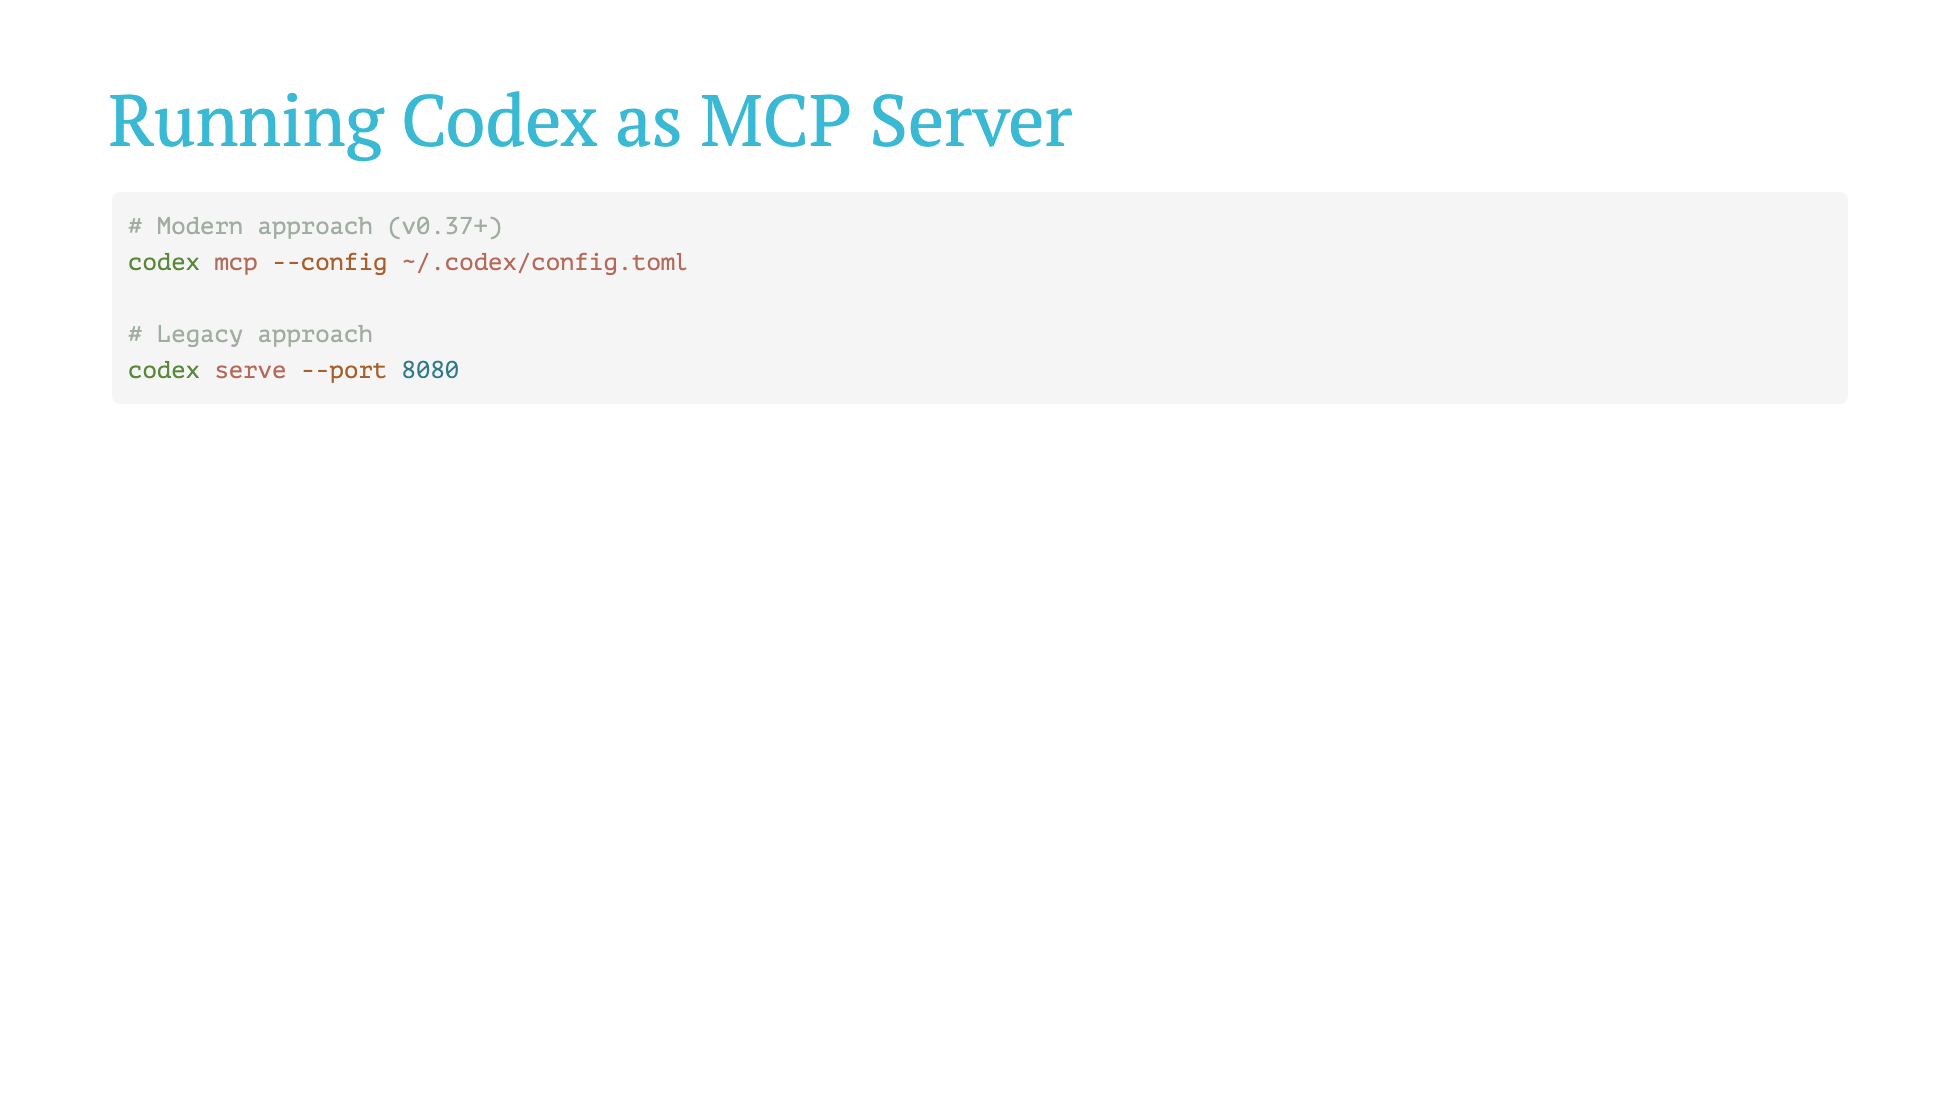 Running Codex as MCP Server
# Modern approach (v0.37+)
codex mcp --config ~/.codex/config.toml
# Legacy approach
codex serve --port 8080